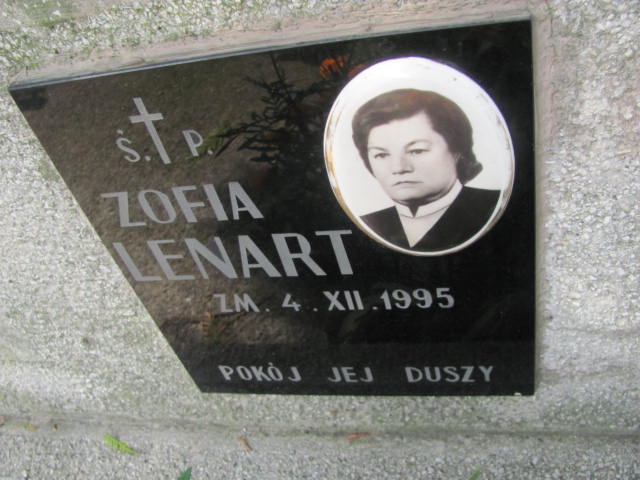 Ś. P.
ZOFIA
LENART
ZM. 4. XII. 1995
POKÓJ JEJ DUSZY